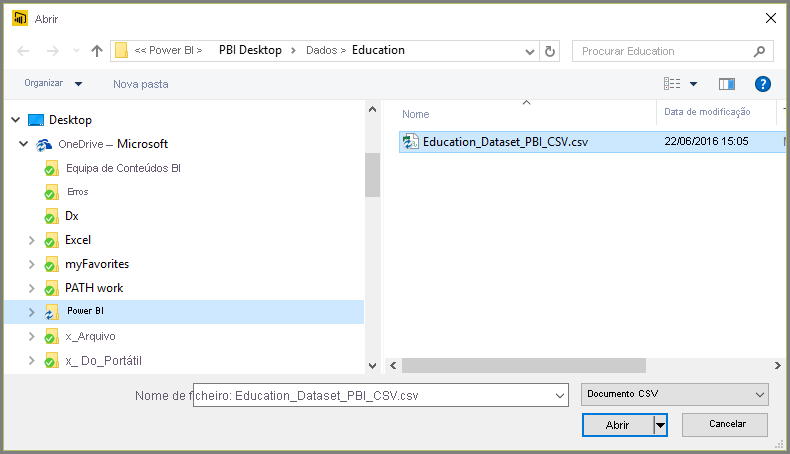 Abrir
<< Power BI > PBI Desktop > Dados > Education
Procurar Education
Organizar Nova pasta
Desktop
OneDrive – Microsoft
Equipa de Conteúdos BI
Erros
Dx
Excel
myFavorites
PATH work
Power BI
x_Arquivo
x_ Do_Portátil
Nome Data de modificação
Education_Dataset_PBI_CSV.csv 22/06/2016 15:05
Nome de ficheiro: Education_Dataset_PBI_CSV.csv
Documento CSV
Abrir Cancelar